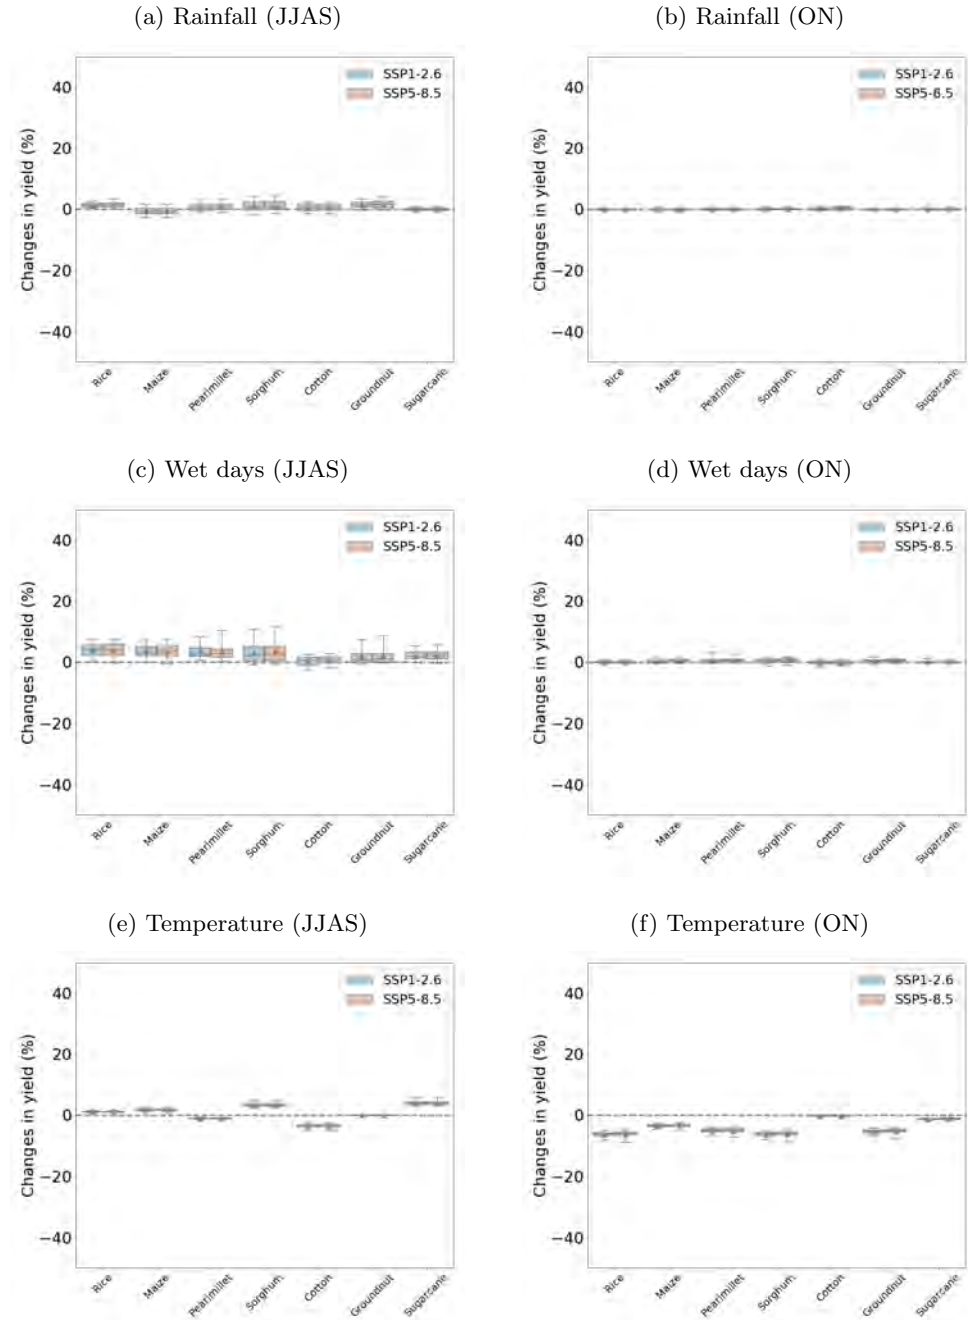 (a) Rainfall (JJAS)
Changes in yield (%)
40
20
0
−20
−40
SSP1-2.6
SSP5-8.5
Rice
Maize
Pearlmillet
Sorghum
Cotton
Groundnut
Sugarcane
(b) Rainfall (ON)
Changes in yield (%)
40
20
0
−20
−40
SSP1-2.6
SSP5-8.5
Rice
Maize
Pearlmillet
Sorghum
Cotton
Groundnut
Sugarcane
(c) Wet days (JJAS)
Changes in yield (%)
40
20
0
−20
−40
SSP1-2.6
SSP5-8.5
Rice
Maize
Pearlmillet
Sorghum
Cotton
Groundnut
Sugarcane
(d) Wet days (ON)
Changes in yield (%)
40
20
0
−20
−40
SSP1-2.6
SSP5-8.5
Rice
Maize
Pearlmillet
Sorghum
Cotton
Groundnut
Sugarcane
(e) Temperature (JJAS)
Changes in yield (%)
40
20
0
−20
−40
SSP1-2.6
SSP5-8.5
Rice
Maize
Pearlmillet
Sorghum
Cotton
Groundnut
Sugarcane
(f) Temperature (ON)
Changes in yield (%)
40
20
0
−20
−40
SSP1-2.6
SSP5-8.5
Rice
Maize
Pearlmillet
Sorghum
Cotton
Groundnut
Sugarcane